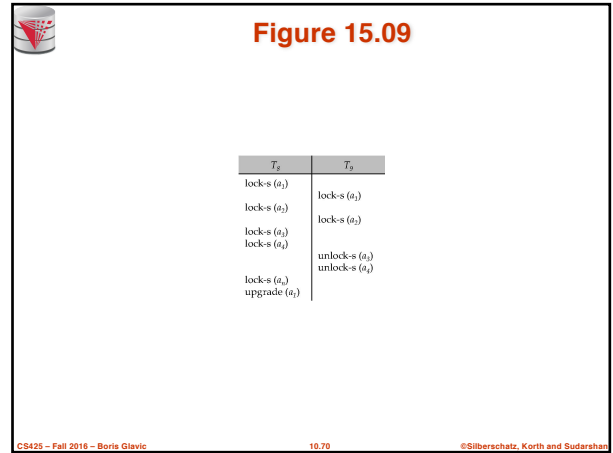 Figure 15.09
T₉ T₉
lock-s (a₁)
lock-s (a₁)
lock-s (a₂)
lock-s (a₂)
lock-s (a₃)
lock-s (a₄)
unlock-s (a₃)
unlock-s (a₄)
lock-s (aₙ)
upgrade (a₁)
CS425 – Fall 2016 – Boris Glavic 10.70 ©Silberschatz, Korth and Sudarshan